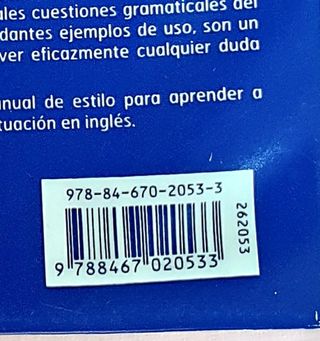 ales cuestiones gramaticales del
dantes ejemplos de uso, son un
ver eficazmente cualquier duda
anual de estilo para aprender a
tuación en inglés.
978-84-670-2053-3
262053
9 788467 020533